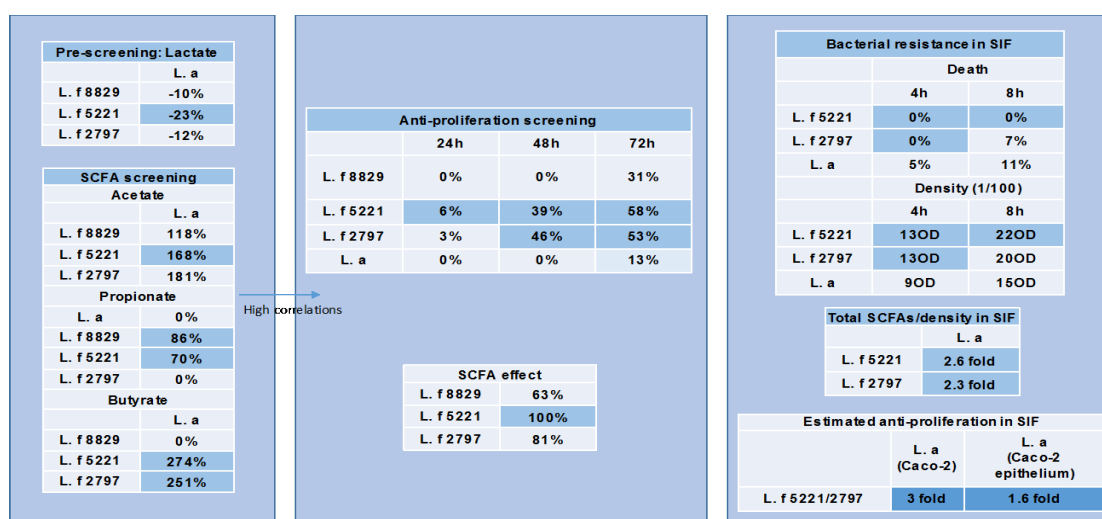 Pre-screening: Lactate
L. a
L. f 8829 -10%
L. f 5221 -23%
L. f 2797 -12%
SCFA screening
Acetate
L. a
L. f 8829 118%
L. f 5221 168%
L. f 2797 181%
Propionate
L. a 0%
L. f 8829 86%
L. f 5221 70%
L. f 2797 0%
Butyrate
L. a
L. f 8829 0%
L. f 5221 274%
L. f 2797 251%
High correlations
Anti-proliferation screening
24h 48h 72h
L. f 8829 0% 0% 31%
L. f 5221 6% 39% 58%
L. f 2797 3% 46% 53%
L. a 0% 0% 13%
SCFA effect
L. f 8829 63%
L. f 5221 100%
L. f 2797 81%
Bacterial resistance in SIF
Death
4h 8h
L. f 5221 0% 0%
L. f 2797 0% 7%
L. a 5% 11%
Density (1/100)
4h 8h
L. f 5221 13OD 22OD
L. f 2797 13OD 20OD
L. a 9OD 15OD
Total SCFAs/density in SIF
L. a
L. f 5221 2.6 fold
L. f 2797 2.3 fold
Estimated anti-proliferation in SIF
L. a
(Caco-2)
L. a
(Caco-2
epithelium)
L. f 5221/2797 3 fold 1.6 fold